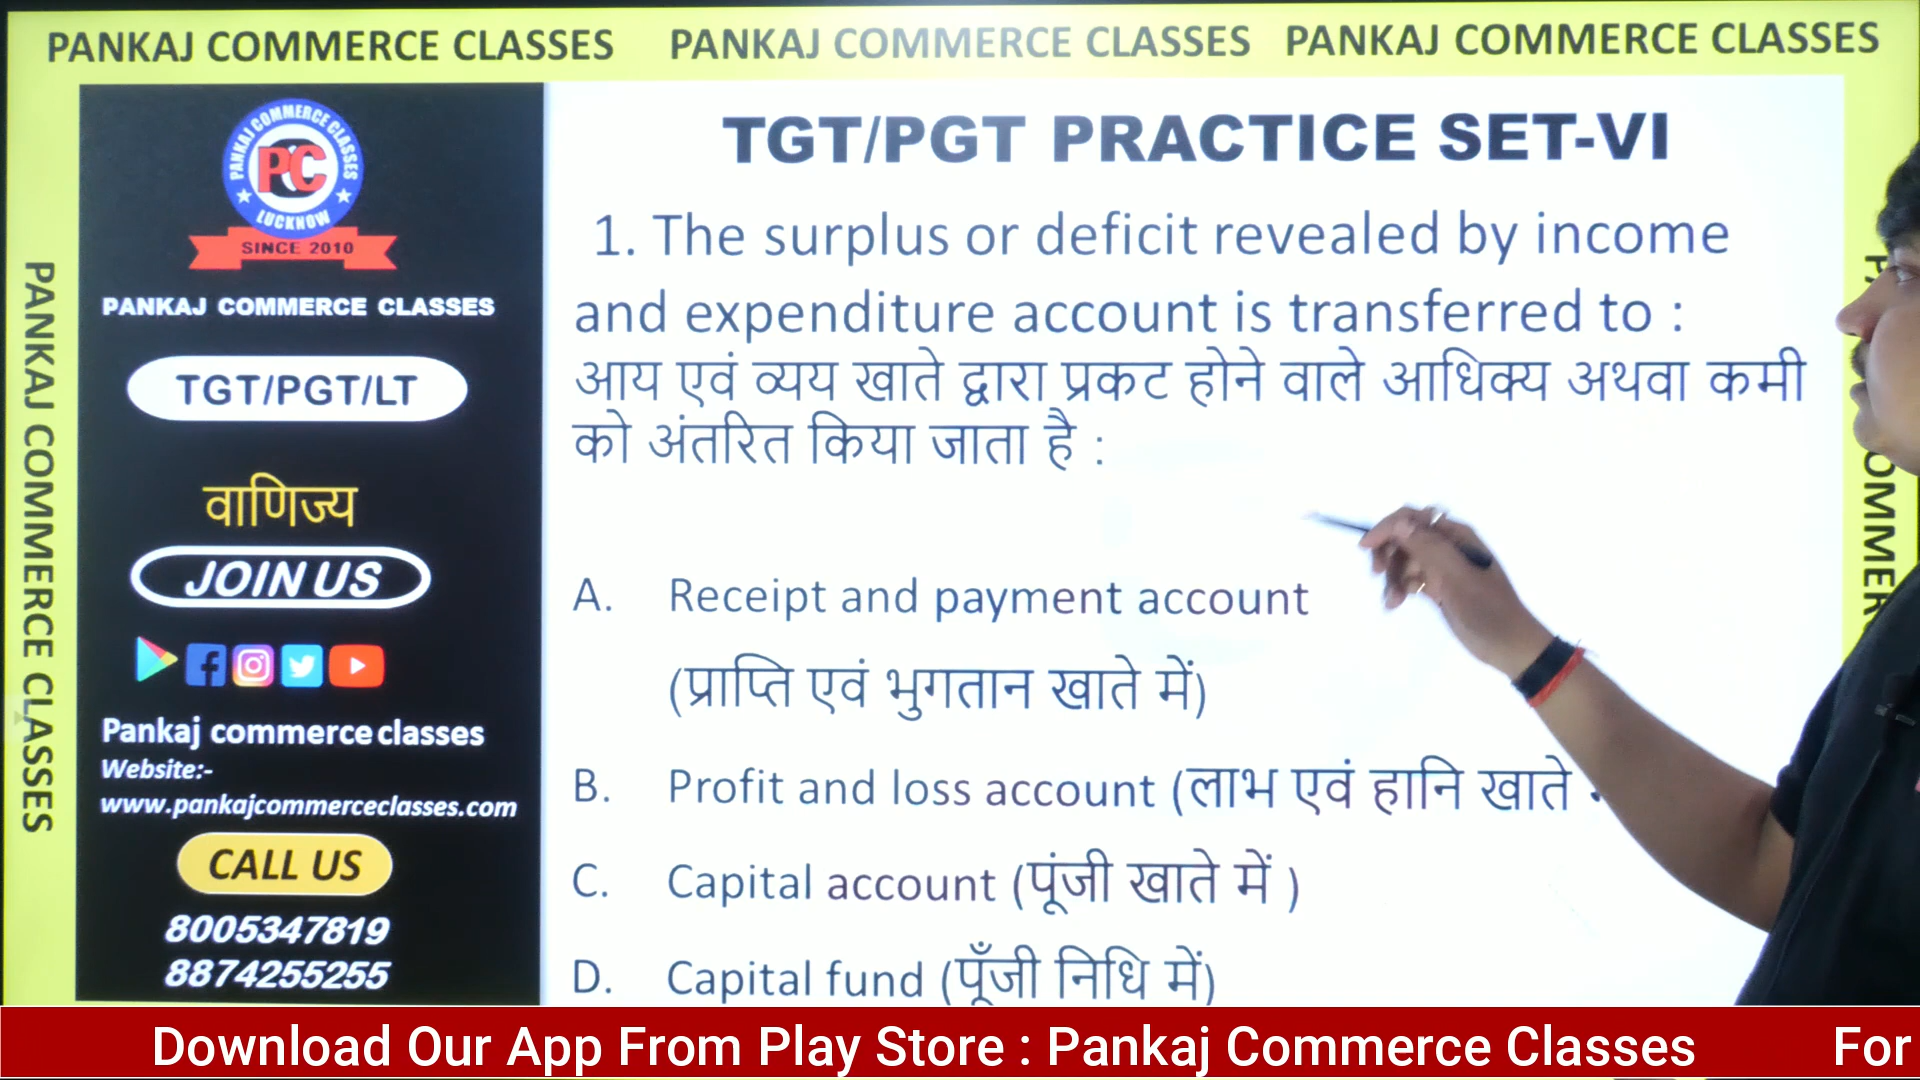 PANKAJ COMMERCE CLASSES PANKAJ COMMERCE CLASSES PANKAJ COMMERCE CLASSES
PANKAJ COMMERCE CLASSES
PANKAJ COMMERCE CLASSES
PC
LUCKNOW
SINCE 2010
PANKAJ COMMERCE CLASSES
TGT/PGT/LT
वाणिज्य
JOIN US
Pankaj commerce classes
Website:-
www.pankajcommerceclasses.com
CALL US
8005347819
8874255255
TGT/PGT PRACTICE SET-VI
1. The surplus or deficit revealed by income
and expenditure account is transferred to :
आय एवं व्यय खाते द्वारा प्रकट होने वाले आधिक्य अथवा कमी
को अंतरित किया जाता है :
A. Receipt and payment account
(प्राप्ति एवं भुगतान खाते में)
B. Profit and loss account (लाभ एवं हानि खाते
C. Capital account (पूंजी खाते में )
D. Capital fund (पूँजी निधि में)
Download Our App From Play Store : Pankaj Commerce Classes For